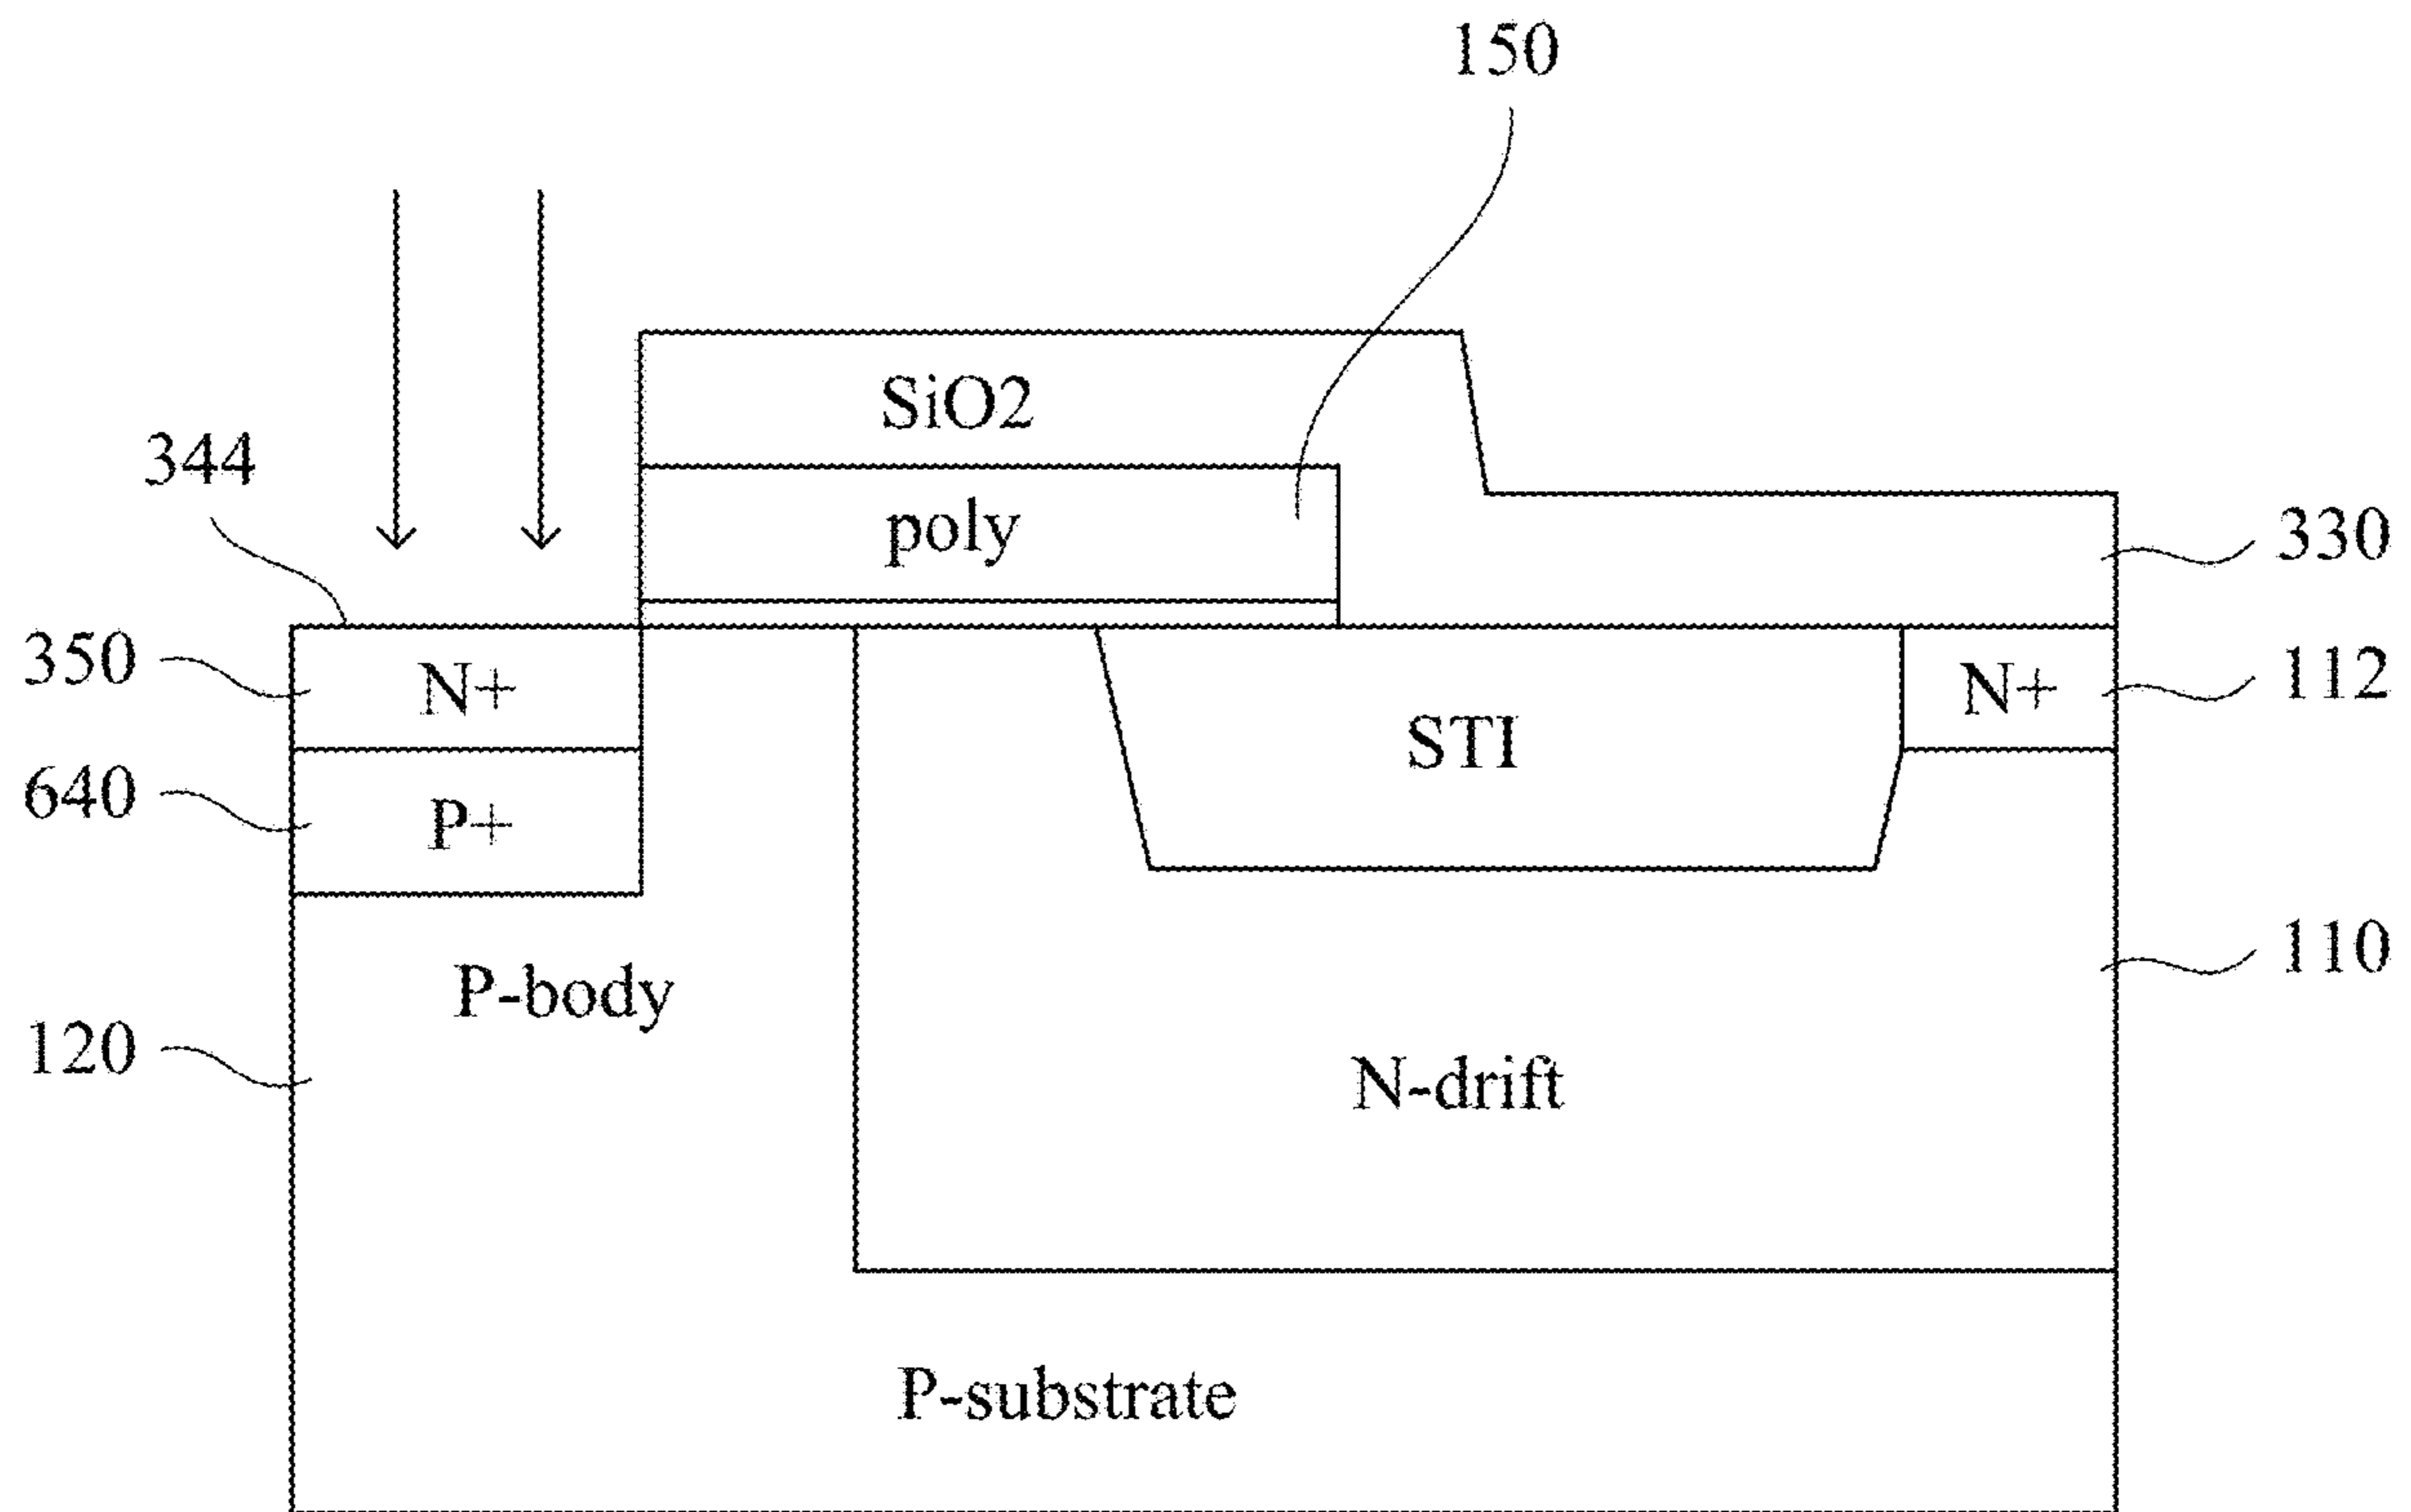 150
SiO2
344
poly
330
350
N+
N+
112
STI
640
P+
110
P-body
120
N-drift
P-substrate